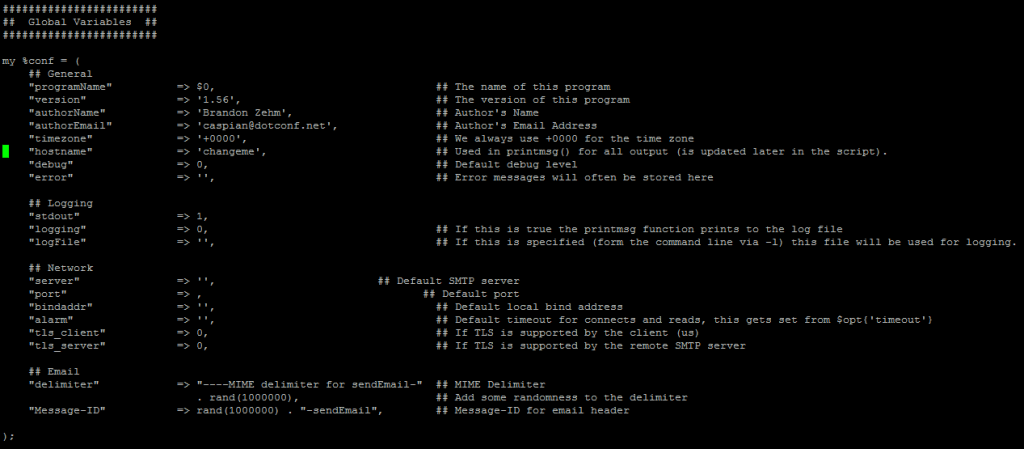 ########################
##  Global Variables  ##
########################
my %conf = (
## General
"programName" => $0, ## The name of this program
"version" => '1.56', ## The version of this program
"authorName" => 'Brandon Zehm', ## Author's Name
"authorEmail" => 'caspian@dotconf.net', ## Author's Email Address
"timezone" => '+0000', ## We always use +0000 for the time zone
"hostname" => 'changeme', ## Used in printmsg() for all output (is updated later in the script).
"debug" => 0, ## Default debug level
"error" => '', ## Error messages will often be stored here
## Logging
"stdout" => 1,
"logging" => 0, ## If this is true the printmsg function prints to the log file
"logFile" => '', ## If this is specified (form the command line via -l) this file will be used for logging.
## Network
"server" => '', ## Default SMTP server
"port" => , ## Default port
"bindaddr" => '', ## Default local bind address
"alarm" => '', ## Default timeout for connects and reads, this gets set from $opt{'timeout'}
"tls_client" => 0, ## If TLS is supported by the client (us)
"tls_server" => 0, ## If TLS is supported by the remote SMTP server
## Email
"delimiter" => "----MIME delimiter for sendEmail-" ## MIME Delimiter
. rand(1000000), ## Add some randomness to the delimiter
"Message-ID" => rand(1000000) . "-sendEmail", ## Message-ID for email header
);